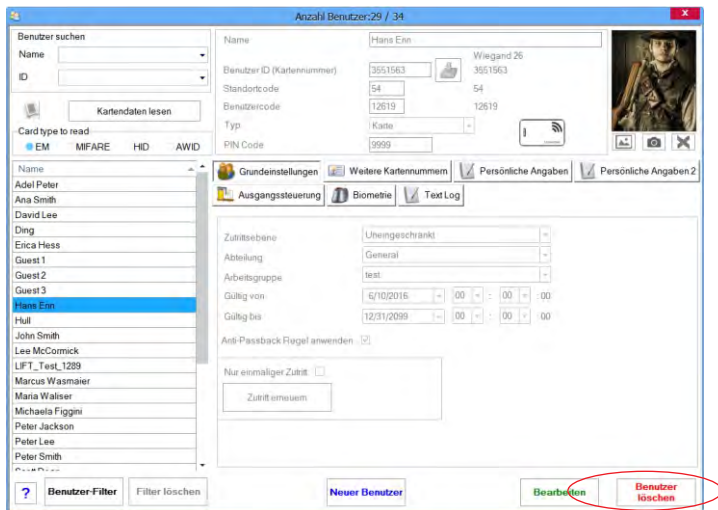 Anzahl Benutzer:29 / 34
x
Benutzer suchen
Name
ID
Kartendaten lesen
Card type to read
EM MIFARE HID AWID
Name
Adel Peter
Ana Smith
David Lee
Ding
Erica Hess
Guest 1
Guest 2
Guest 3
Hans Enn
Hull
John Smith
Lee McCormick
LIFT_Test_1289
Marcus Wasmaier
Maria Waliser
Michaela Figgini
Peter Jackson
Peter Lee
Peter Smith
Name Hans Enn
Wiegand 26
Benutzer ID (Kartennummer) 3551563 3551563
Standortcode 54 54
Benutzercode 12619 12619
Typ Karte
PIN Code 9999
Grundeinstellungen Weitere Kartennummern Persönliche Angaben Persönliche Angaben 2
Ausgangssteuerung Biometrie Text Log
Zutrittsebene Uneingeschränkt
Abteilung General
Arbeitsgruppe test
Gültig von 6/10/2016 00 : 00 : 00
Gültig bis 12/31/2099 00 : 00 : 00
Anti-Passback Regel anwenden
Nur einmaliger Zutritt
Zutritt erneuern
? Benutzer-Filter Filter löschen Neuer Benutzer Bearbeiten Benutzer
löschen